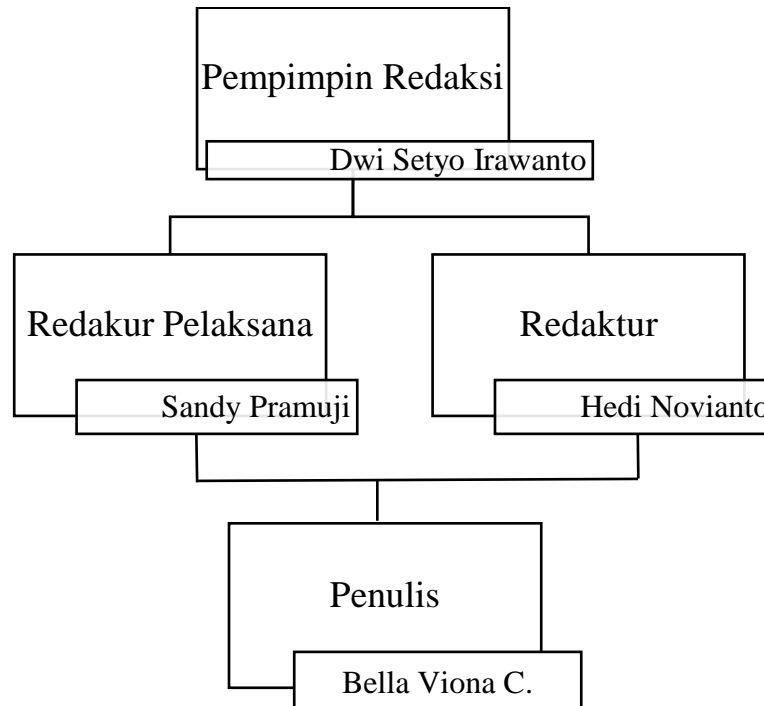 Pempimpin Redaksi
Dwi Setyo Irawanto
Redakur Pelaksana
Sandy Pramuji
Redaktur
Hedi Novianto
Penulis
Bella Viona C.